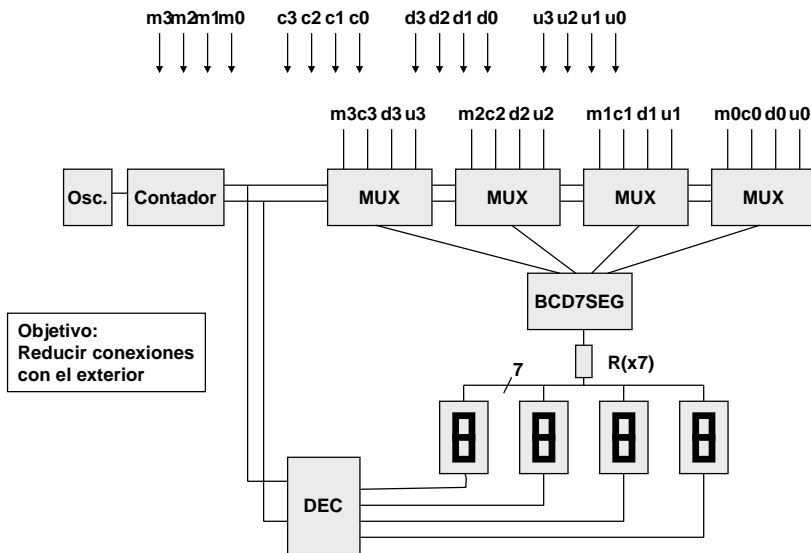 m3m2m1m0 c3 c2 c1 c0 d3 d2 d1 d0 u3 u2 u1 u0
m3c3 d3 u3 m2c2 d2 u2 m1c1 d1 u1 m0c0 d0 u0
Osc. Contador MUX MUX MUX MUX
BCD7SEG
Objetivo:
Reducir conexiones
con el exterior
R(x7)
7
DEC